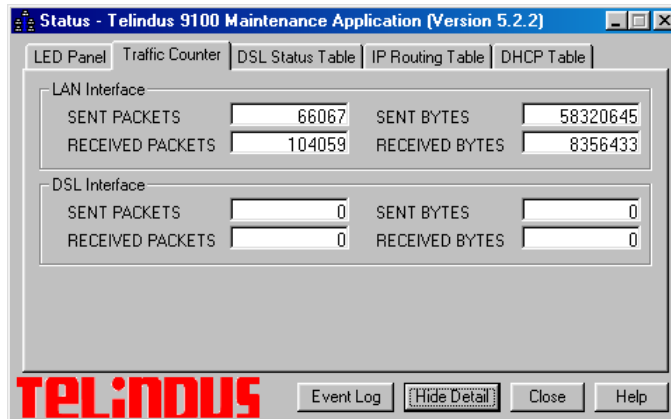 Status - Telindus 9100 Maintenance Application (Version 5.2.2)
LED Panel Traffic Counter DSL Status Table IP Routing Table DHCP Table
LAN Interface
SENT PACKETS 66067 SENT BYTES 58320645
RECEIVED PACKETS 104059 RECEIVED BYTES 8356433
DSL Interface
SENT PACKETS 0 SENT BYTES 0
RECEIVED PACKETS 0 RECEIVED BYTES 0
TELiNDUS Event Log Hide Detail Close Help